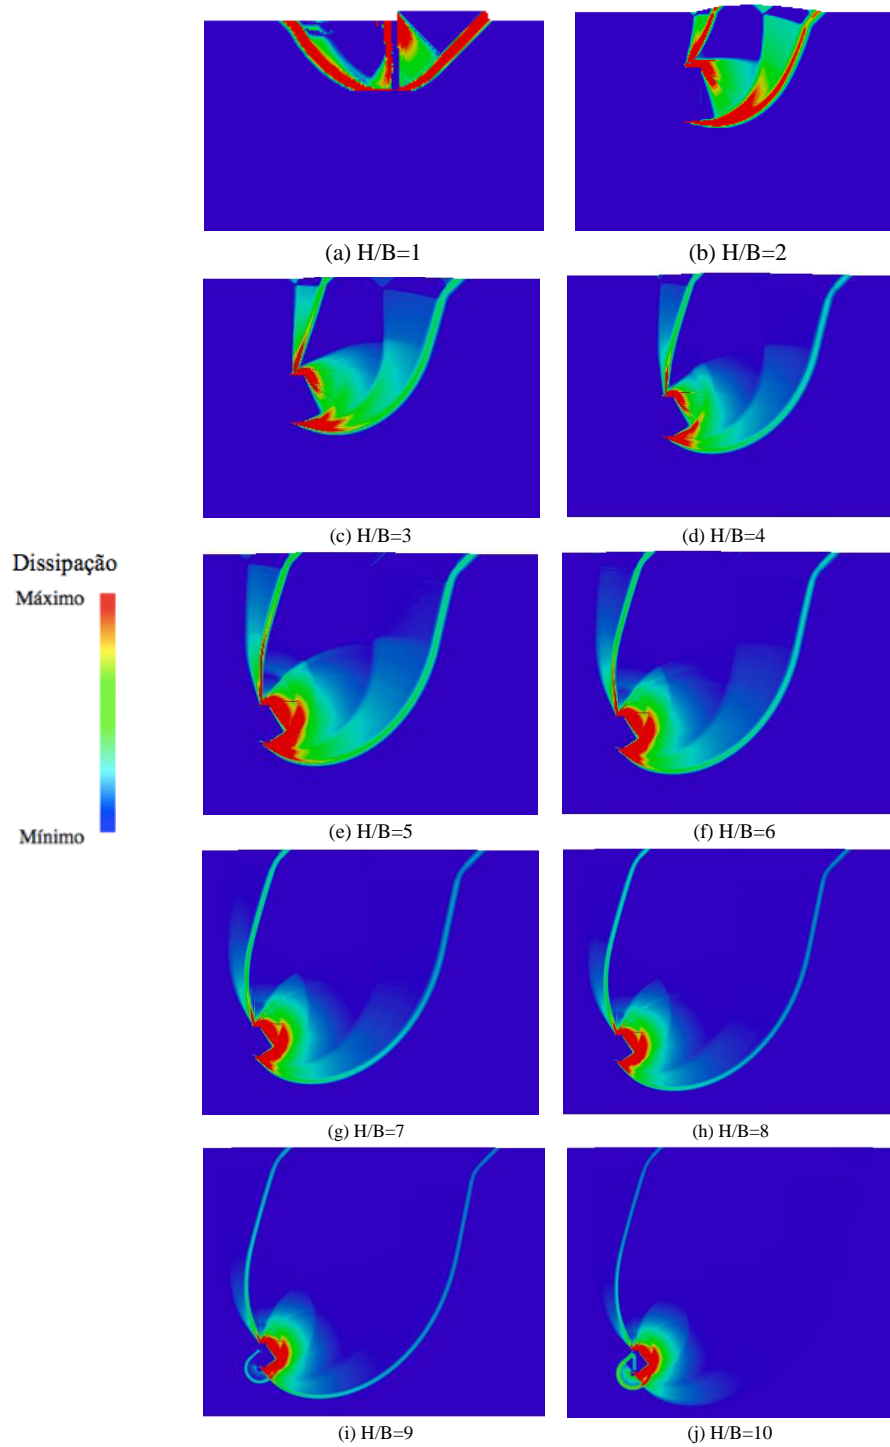 (a) H/B=1
(b) H/B=2
(c) H/B=3
(d) H/B=4
Dissipação
Máximo
Mínimo
(e) H/B=5
(f) H/B=6
(g) H/B=7
(h) H/B=8
(i) H/B=9
(j) H/B=10